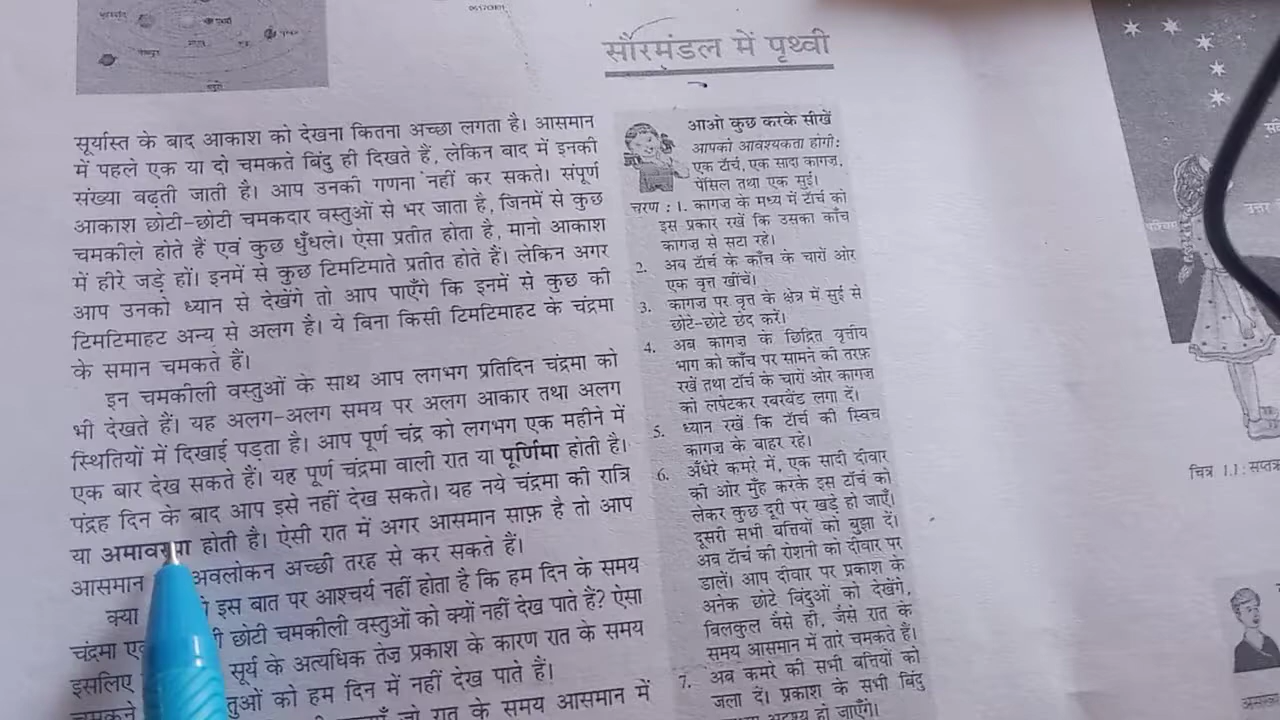 सौरमंडल में पृथ्वी
सूर्यास्त के बाद आकाश को देखना कितना अच्छा लगता है। आसमान
में पहले एक या दो चमकते बिंदु ही दिखते हैं, लेकिन बाद में इनकी
संख्या बढ़ती जाती है। आप उनकी गणना नहीं कर सकते। संपूर्ण
आकाश छोटी-छोटी चमकदार वस्तुओं से भर जाता है, जिनमें से कुछ
चमकीले होते हैं एवं कुछ धुँधले। ऐसा प्रतीत होता है, मानो आकाश
में हीरे जड़े हों। इनमें से कुछ टिमटिमाते प्रतीत होते हैं। लेकिन अगर
आप उनको ध्यान से देखेंगे तो आप पाएँगे कि इनमें से कुछ की
टिमटिमाहट अन्य से अलग है। ये बिना किसी टिमटिमाहट के चंद्रमा
के समान चमकते हैं।
इन चमकीली वस्तुओं के साथ आप लगभग प्रतिदिन चंद्रमा को
भी देखते हैं। यह अलग-अलग समय पर अलग आकार तथा अलग
स्थितियों में दिखाई पड़ता है। आप पूर्ण चंद्र को लगभग एक महीने में
एक बार देख सकते हैं। यह पूर्ण चंद्रमा वाली रात या पूर्णिमा होती है।
पंद्रह दिन के बाद आप इसे नहीं देख सकते। यह नये चंद्रमा की रात्रि
या अमावस्या होती है। ऐसी रात में अगर आसमान साफ़ है तो आप
आसमान अवलोकन अच्छी तरह से कर सकते हैं।
क्या इस बात पर आश्चर्य नहीं होता है कि हम दिन के समय
चंद्रमा छोटी चमकीली वस्तुओं को क्यों नहीं देख पाते हैं? ऐसा
सूर्य के अत्यधिक तेज़ प्रकाश के कारण रात के समय
इसलिए को हम दिन में नहीं देख पाते हैं।
चमकने जो रात के समय आसमान में
आओ कुछ करके सीखें
आपको आवश्यकता होगी:
एक टॉर्च, एक सादा कागज़,
पेंसिल तथा एक सुई।
चरण : 1. कागज़ के मध्य में टॉर्च को
इस प्रकार रखें कि उसका काँच
कागज़ से सटा रहे।
2. अब टॉर्च के काँच के चारों ओर
एक वृत्त खींचें।
3. कागज़ पर वृत्त के क्षेत्र में सुई से
छोटे-छोटे छेद करें।
4. अब कागज़ के छिद्रित वृत्तीय
भाग को काँच पर सामने की तरफ़
रखें तथा टॉर्च के चारों ओर कागज़
को लपेटकर रबरबैंड लगा दें।
5. ध्यान रखें कि टॉर्च की स्विच
कागज़ के बाहर रहे।
6. अँधेरे कमरे में, एक सादी दीवार
की ओर मुँह करके इस टॉर्च को
लेकर कुछ दूरी पर खड़े हो जाएँ।
दूसरी सभी बत्तियों को बुझा दें।
अब टॉर्च की रोशनी को दीवार पर
डालें। आप दीवार पर प्रकाश के
अनेक छोटे बिंदुओं को देखेंगे,
बिलकुल वैसे ही, जैसे रात के
समय आसमान में तारे चमकते हैं।
7. अब कमरे की सभी बत्तियों को
जला दें। प्रकाश के सभी बिंदु
अदृश्य हो जाएँगे।
चित्र 1.1 :